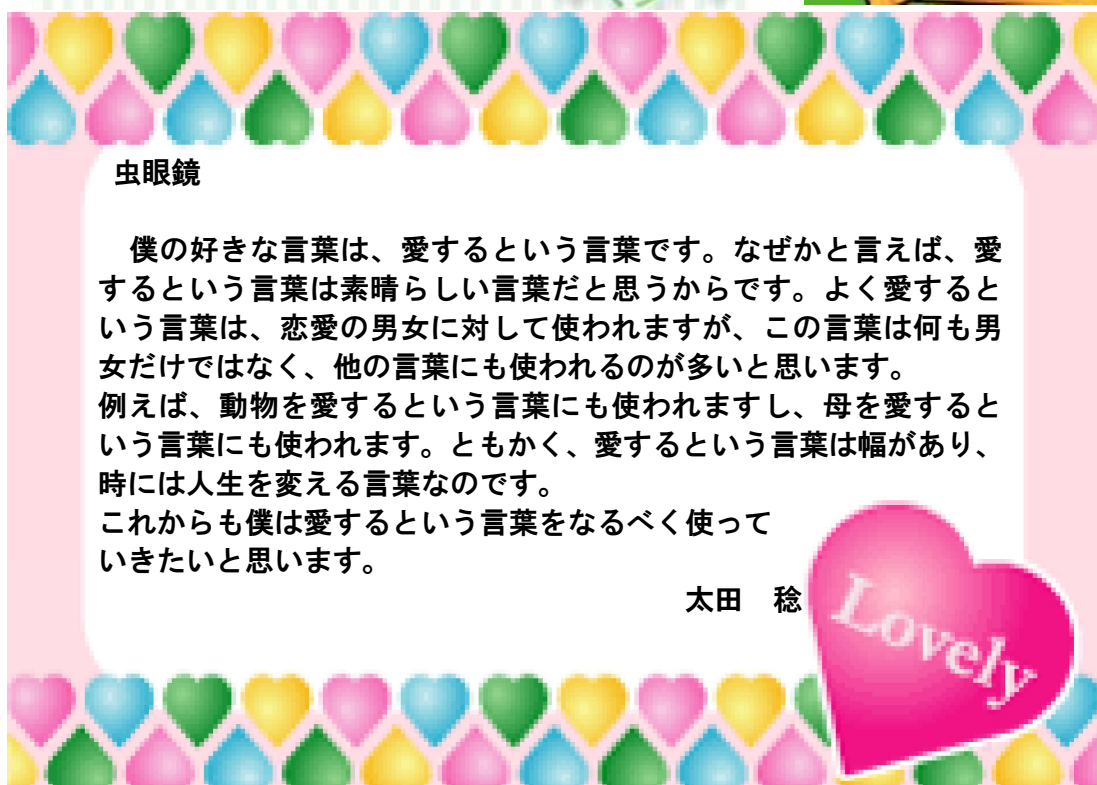 虫眼鏡
僕の好きな言葉は、愛するという言葉です。なぜかと言えば、愛
するという言葉は素晴らしい言葉だと思うからです。よく愛すると
いう言葉は、恋愛の男女に対して使われますが、この言葉は何も男
女だけではなく、他の言葉にも使われるのが多いと思います。
例えば、動物を愛するという言葉にも使われますし、母を愛すると
いう言葉にも使われます。ともかく、愛するという言葉は幅があり、
時には人生を変える言葉なのです。
これからも僕は愛するという言葉をなるべく使って
いきたいと思います。
太田　稔
Lovely